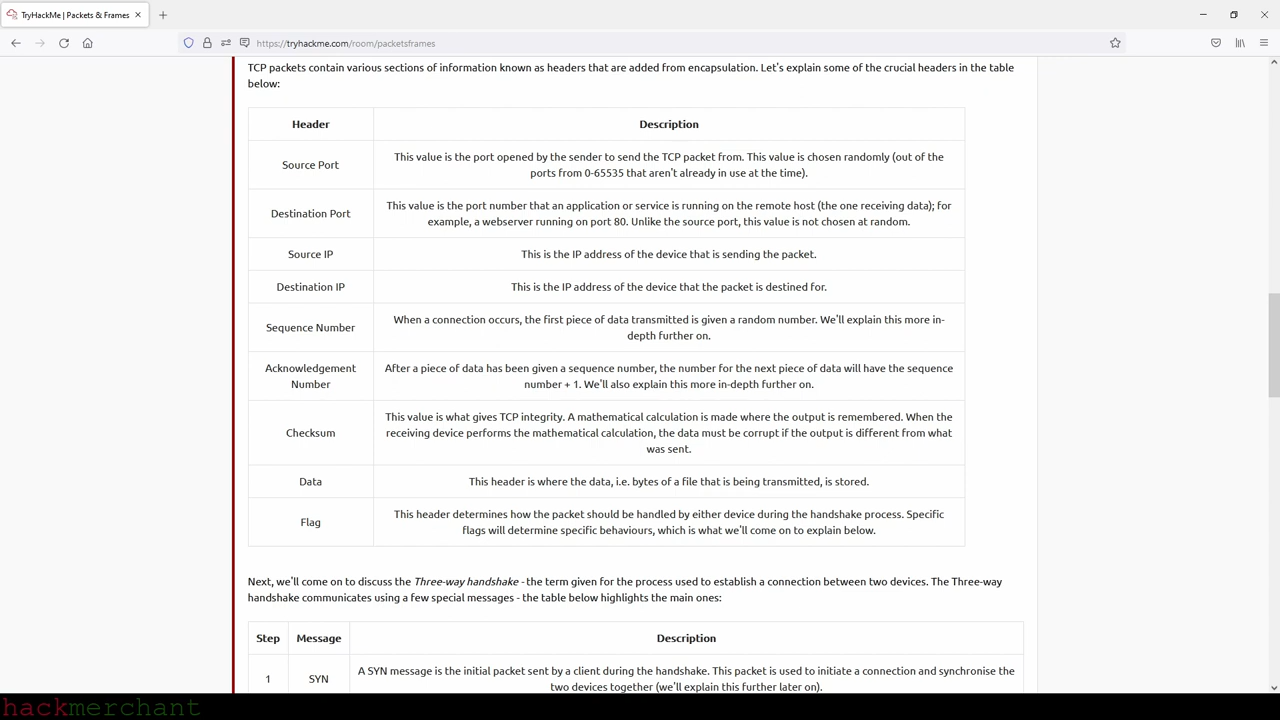 TryHackMe | Packets & Frames
https://tryhackme.com/room/packetsframes
TCP packets contain various sections of information known as headers that are added from encapsulation. Let's explain some of the crucial headers in the table
below:
Header Description
Source Port
This value is the port opened by the sender to send the TCP packet from. This value is chosen randomly (out of the
ports from 0-65535 that aren't already in use at the time).
Destination Port
This value is the port number that an application or service is running on the remote host (the one receiving data); for
example, a webserver running on port 80. Unlike the source port, this value is not chosen at random.
Source IP This is the IP address of the device that is sending the packet.
Destination IP This is the IP address of the device that the packet is destined for.
Sequence Number
When a connection occurs, the first piece of data transmitted is given a random number. We'll explain this more in-
depth further on.
Acknowledgement
Number
After a piece of data has been given a sequence number, the number for the next piece of data will have the sequence
number + 1. We'll also explain this more in-depth further on.
Checksum
This value is what gives TCP integrity. A mathematical calculation is made where the output is remembered. When the
receiving device performs the mathematical calculation, the data must be corrupt if the output is different from what
was sent.
Data This header is where the data, i.e. bytes of a file that is being transmitted, is stored.
Flag
This header determines how the packet should be handled by either device during the handshake process. Specific
flags will determine specific behaviours, which is what we'll come on to explain below.
Next, we'll come on to discuss the Three-way handshake - the term given for the process used to establish a connection between two devices. The Three-way
handshake communicates using a few special messages - the table below highlights the main ones:
Step Message Description
1 SYN
A SYN message is the initial packet sent by a client during the handshake. This packet is used to initiate a connection and synchronise the
two devices together (we'll explain this further later on).
hackmerchant